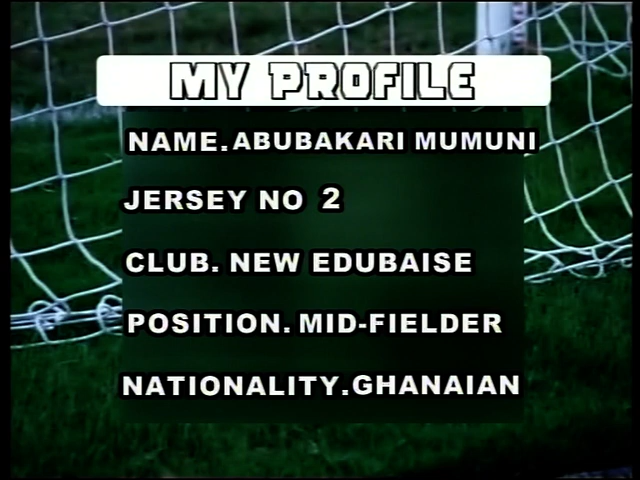 MY PROFILE
NAME. ABUBAKARI MUMUNI
JERSEY NO 2
CLUB. NEW EDUBAISE
POSITION. MID-FIELDER
NATIONALITY. GHANAIAN